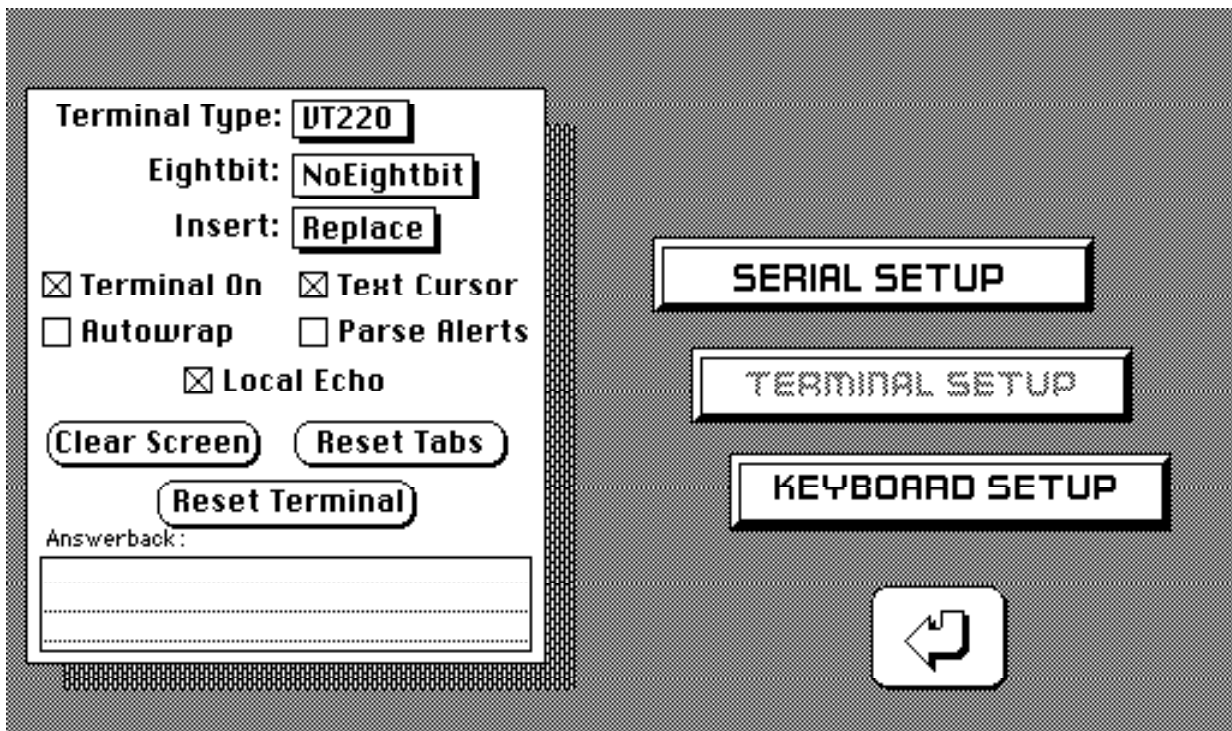 Terminal Type: VT220
Eightbit: NoEightbit
Insert: Replace
Terminal On Text Cursor
Autowrap Parse Alerts
Local Echo
Clear Screen Reset Tabs
Reset Terminal
Answerback:
SERIAL SETUP
TERMINAL SETUP
KEYBOARD SETUP